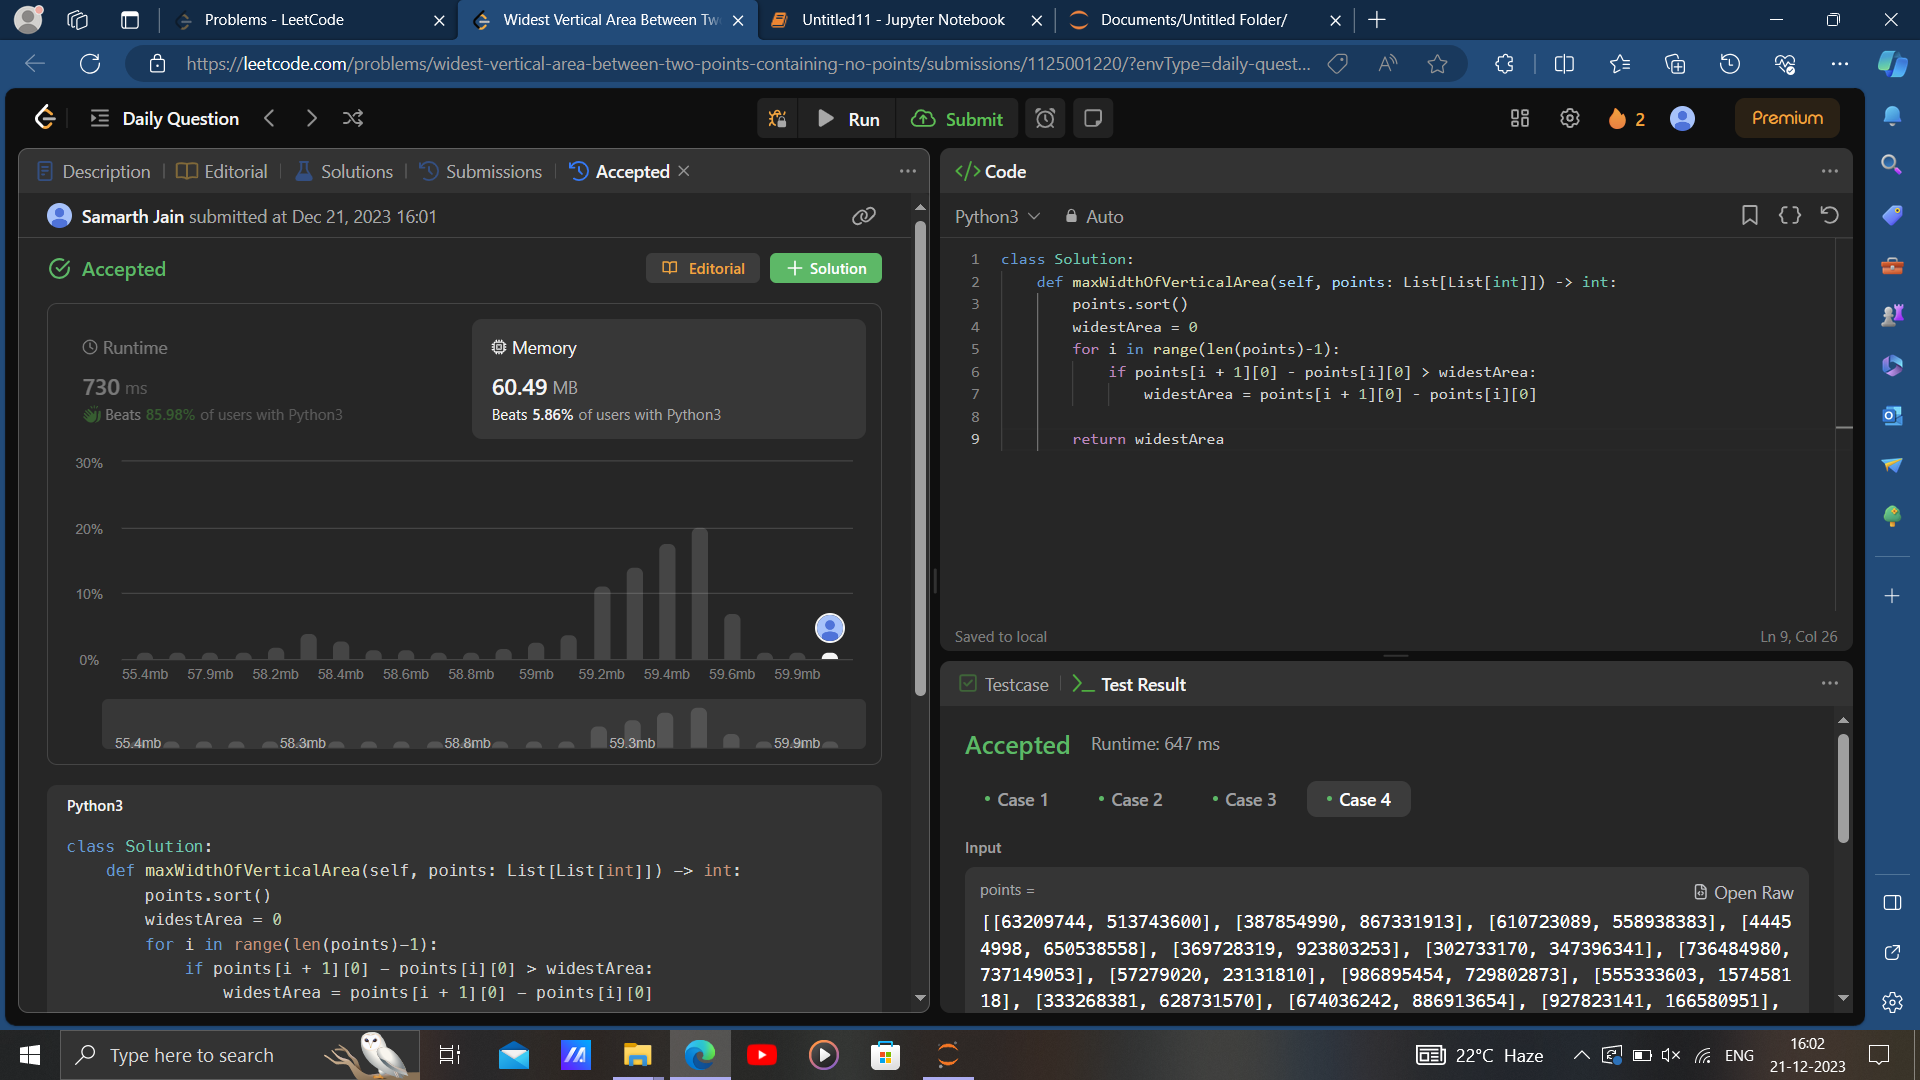 Problems - LeetCode
Widest Vertical Area Between Tw
Untitled11 - Jupyter Notebook
Documents/Untitled Folder/
https://leetcode.com/problems/widest-vertical-area-between-two-points-containing-no-points/submissions/1125001220/?envType=daily-quest...
Daily Question
Run
Submit
2
Premium
Description
Editorial
Solutions
Submissions
Accepted
Samarth Jain submitted at Dec 21, 2023 16:01
Accepted
Editorial
Solution
Runtime
730 ms
Beats 85.98% of users with Python3
Memory
60.49 MB
Beats 5.86% of users with Python3
30%
20%
10%
0%
55.4mb 57.9mb 58.2mb 58.4mb 58.6mb 58.8mb 59mb 59.2mb 59.4mb 59.6mb 59.9mb
55.4mb 58.3mb 58.8mb 59.3mb 59.9mb
Python3
class Solution:
def maxWidthOfVerticalArea(self, points: List[List[int]]) -> int:
points.sort()
widestArea = 0
for i in range(len(points)-1):
if points[i + 1][0] - points[i][0] > widestArea:
widestArea = points[i + 1][0] - points[i][0]
Code
Python3
Auto
1 class Solution:
2 def maxWidthOfVerticalArea(self, points: List[List[int]]) -> int:
3 points.sort()
4 widestArea = 0
5 for i in range(len(points)-1):
6 if points[i + 1][0] - points[i][0] > widestArea:
7 widestArea = points[i + 1][0] - points[i][0]
8
9 return widestArea
Saved to local
Ln 9, Col 26
Testcase
Test Result
Accepted
Runtime: 647 ms
Case 1
Case 2
Case 3
Case 4
Input
points =
Open Raw
[[63209744, 513743600], [387854990, 867331913], [610723089, 558938383], [4445
4998, 650538558], [369728319, 923803253], [302733170, 347396341], [736484980,
737149053], [57279020, 23131810], [986895454, 729802873], [555333603, 1574581
18], [333268381, 628731570], [674036242, 886913654], [927823141, 166580951],
Type here to search
22°C Haze
ENG
16:02
21-12-2023